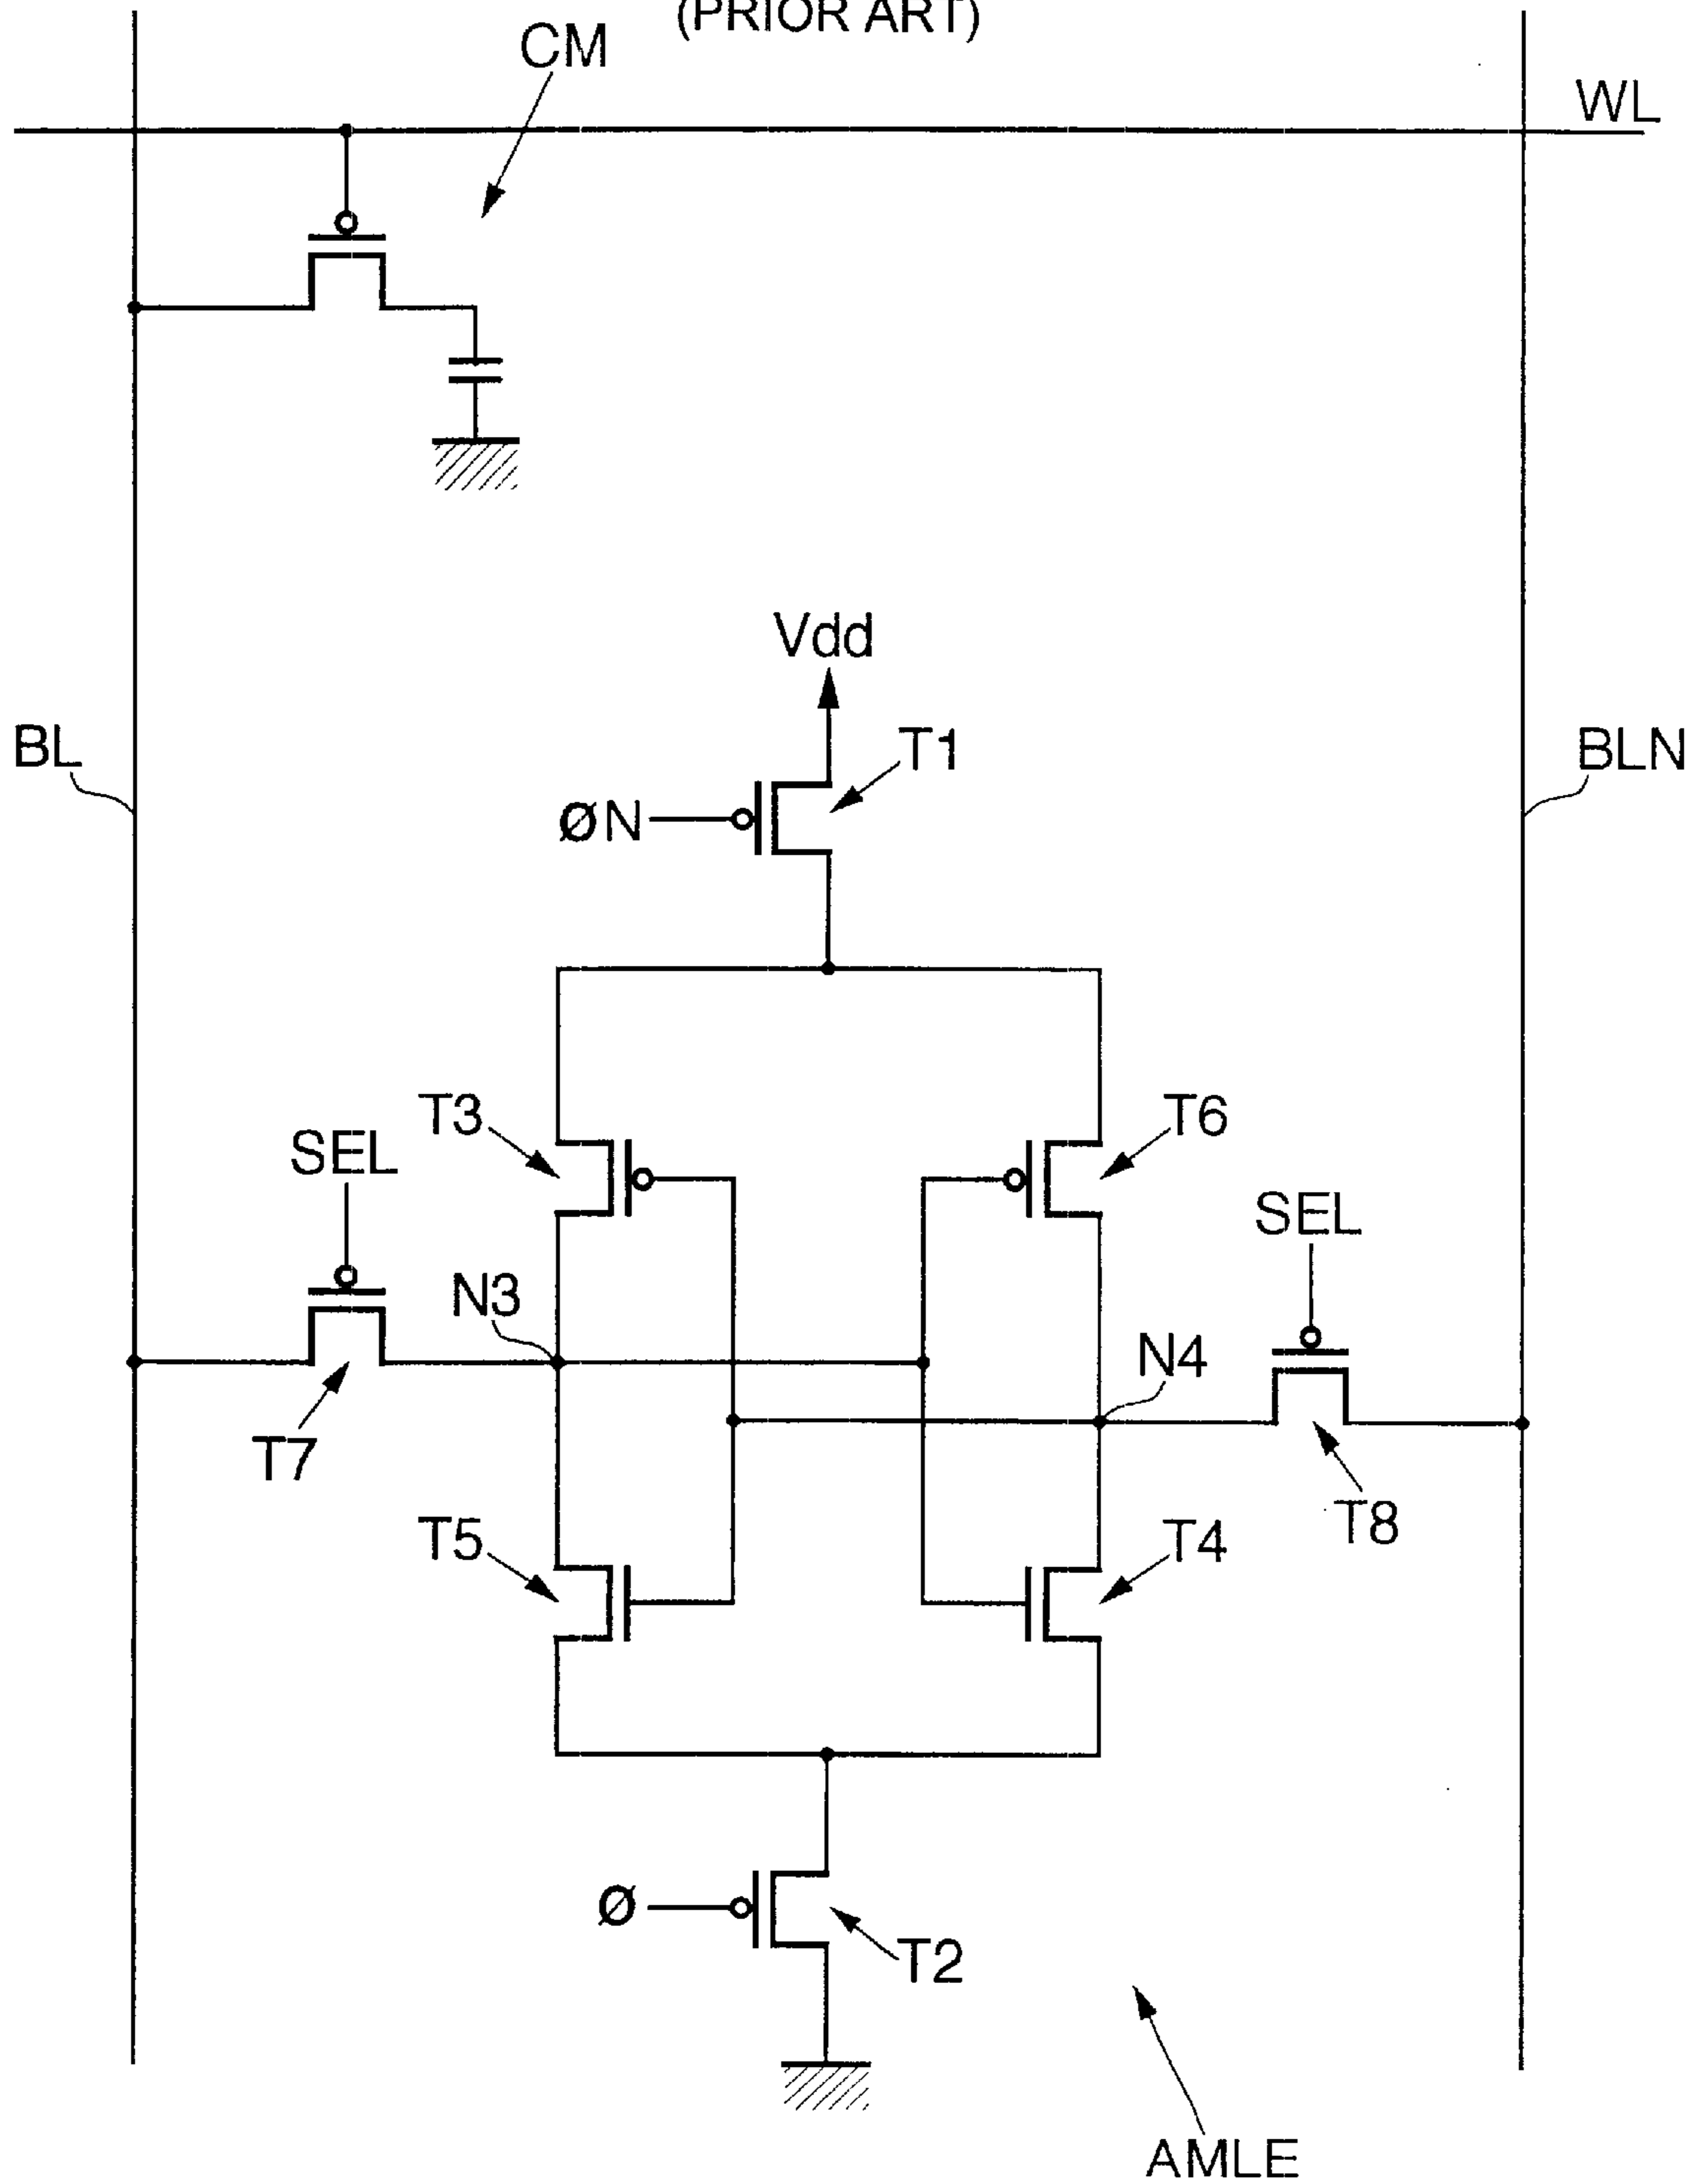 (PRIOR ART)
CM
WL
Vdd
BL
T1
BLN
ØN
T3
T6
SEL
SEL
N3
N4
T7
T8
T5
T4
Ø
T2
AMLE